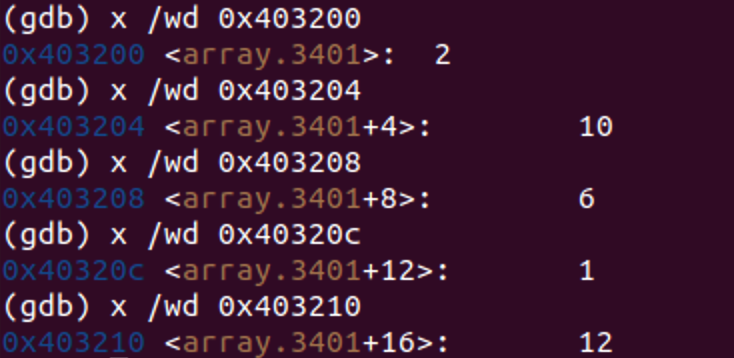 (gdb) x /wd 0x403200
0x403200 <array.3401>: 2
(gdb) x /wd 0x403204
0x403204 <array.3401+4>: 10
(gdb) x /wd 0x403208
0x403208 <array.3401+8>: 6
(gdb) x /wd 0x40320c
0x40320c <array.3401+12>: 1
(gdb) x /wd 0x403210
0x403210 <array.3401+16>: 12